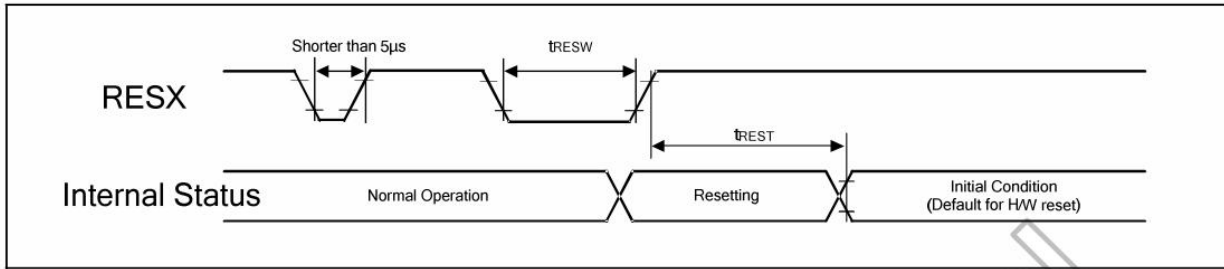 Shorter than 5µs
tRESW
RESX
tREST
Internal Status
Normal Operation
Resetting
Initial Condition
(Default for H/W reset)